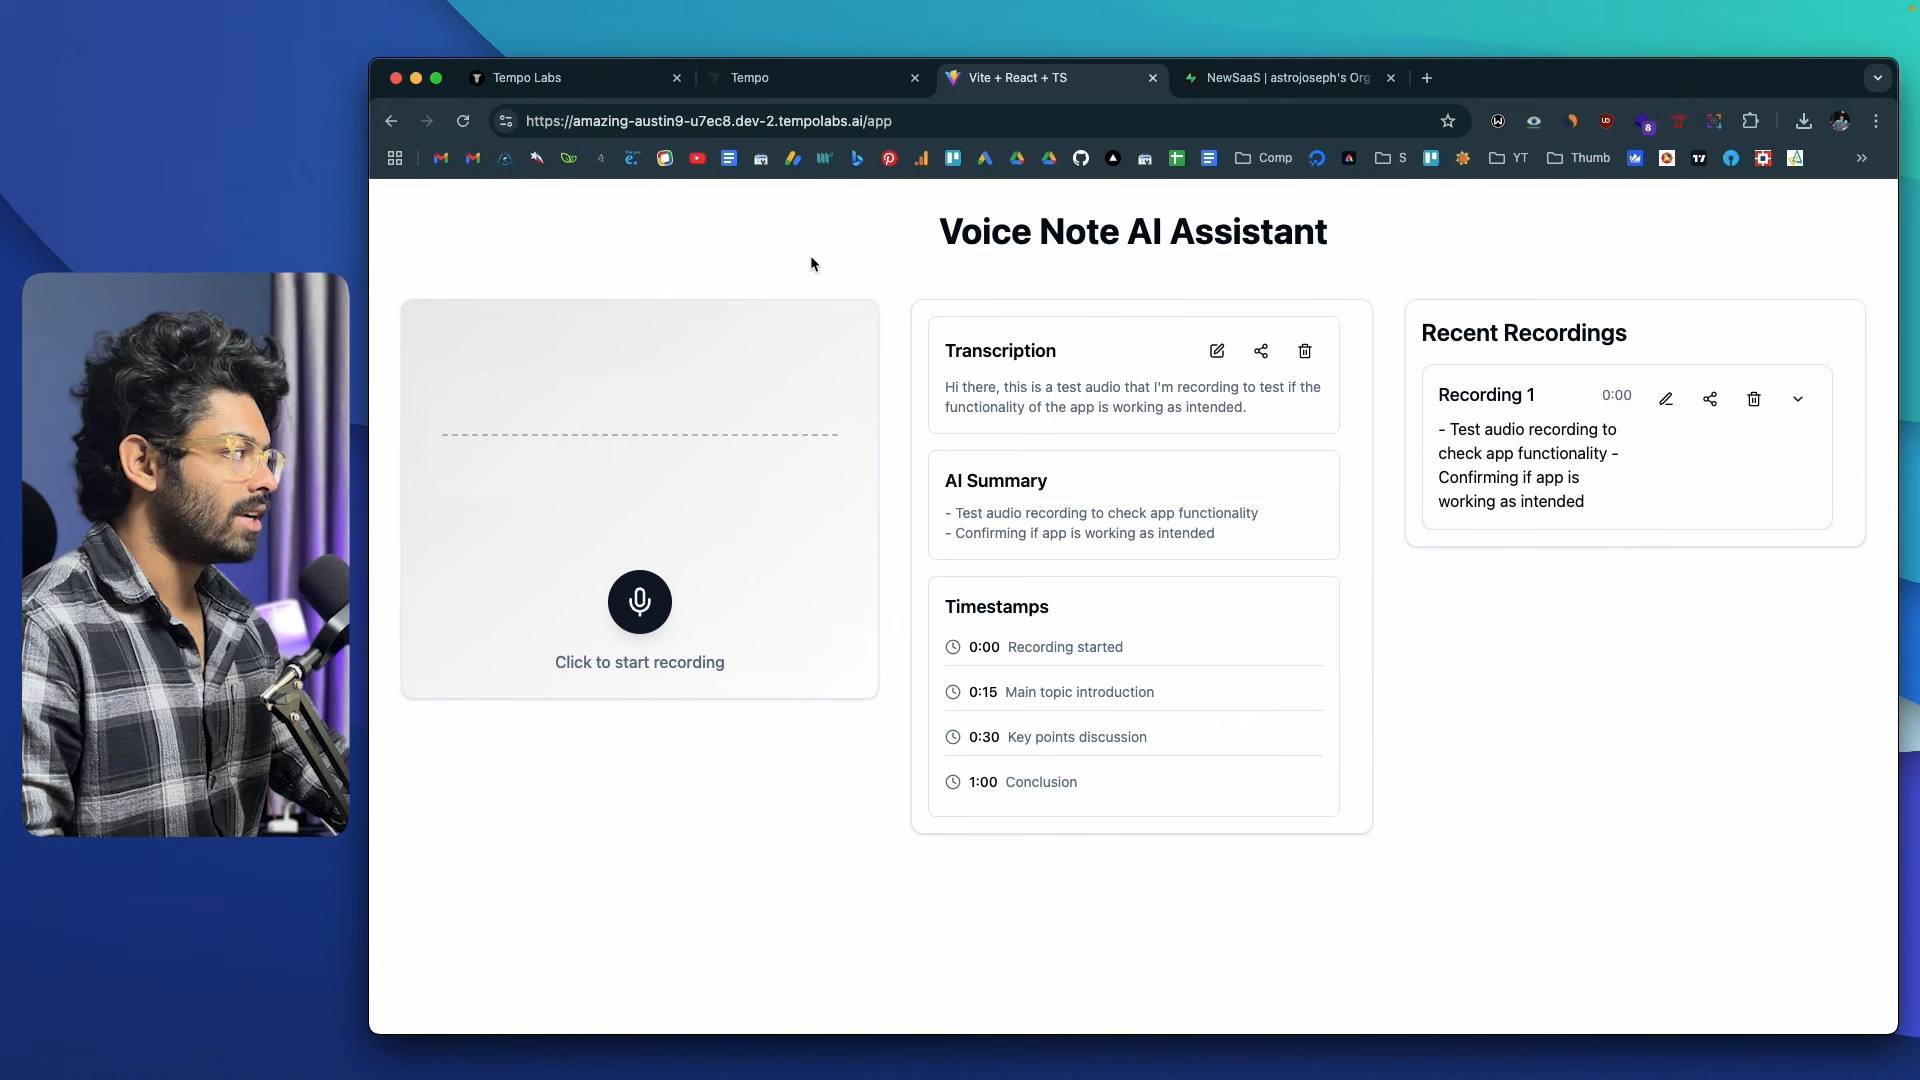 Tempo Labs
Tempo
Vite + React + TS
NewSaaS | astrojoseph's Org
https://amazing-austin9-u7ec8.dev-2.tempolabs.ai/app
8
Comp
S
YT
Thumb
Voice Note AI Assistant
Click to start recording
Transcription
Hi there, this is a test audio that I'm recording to test if the
functionality of the app is working as intended.
AI Summary
- Test audio recording to check app functionality
- Confirming if app is working as intended
Timestamps
0:00 Recording started
0:15 Main topic introduction
0:30 Key points discussion
1:00 Conclusion
Recent Recordings
Recording 1 0:00
- Test audio recording to
check app functionality -
Confirming if app is
working as intended